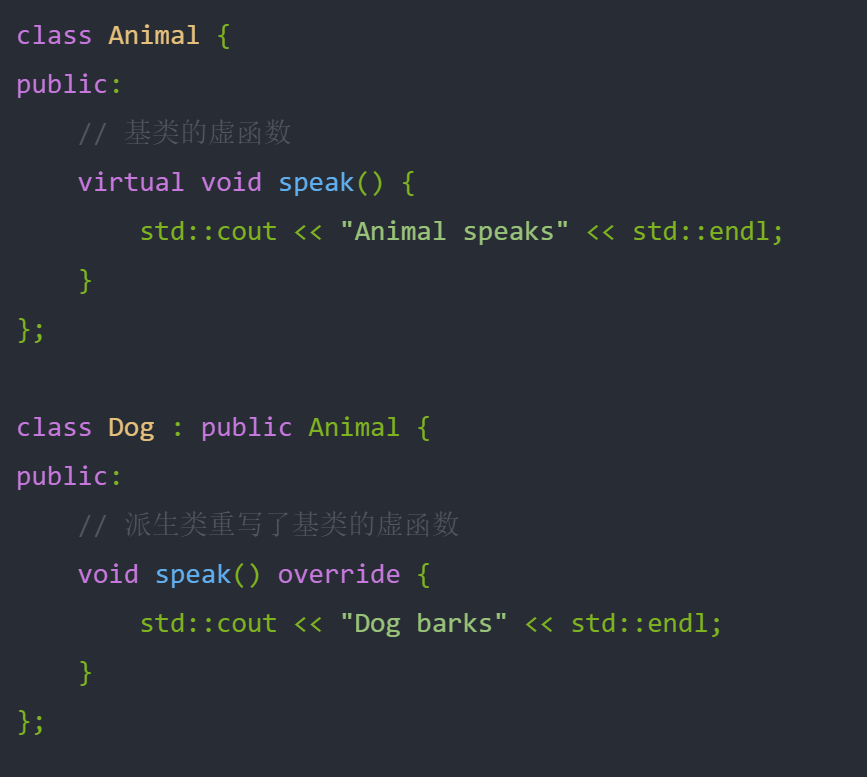 class Animal {
public:
    // 基类的虚函数
    virtual void speak() {
        std::cout << "Animal speaks" << std::endl;
    }
};

class Dog : public Animal {
public:
    // 派生类重写了基类的虚函数
    void speak() override {
        std::cout << "Dog barks" << std::endl;
    }
};